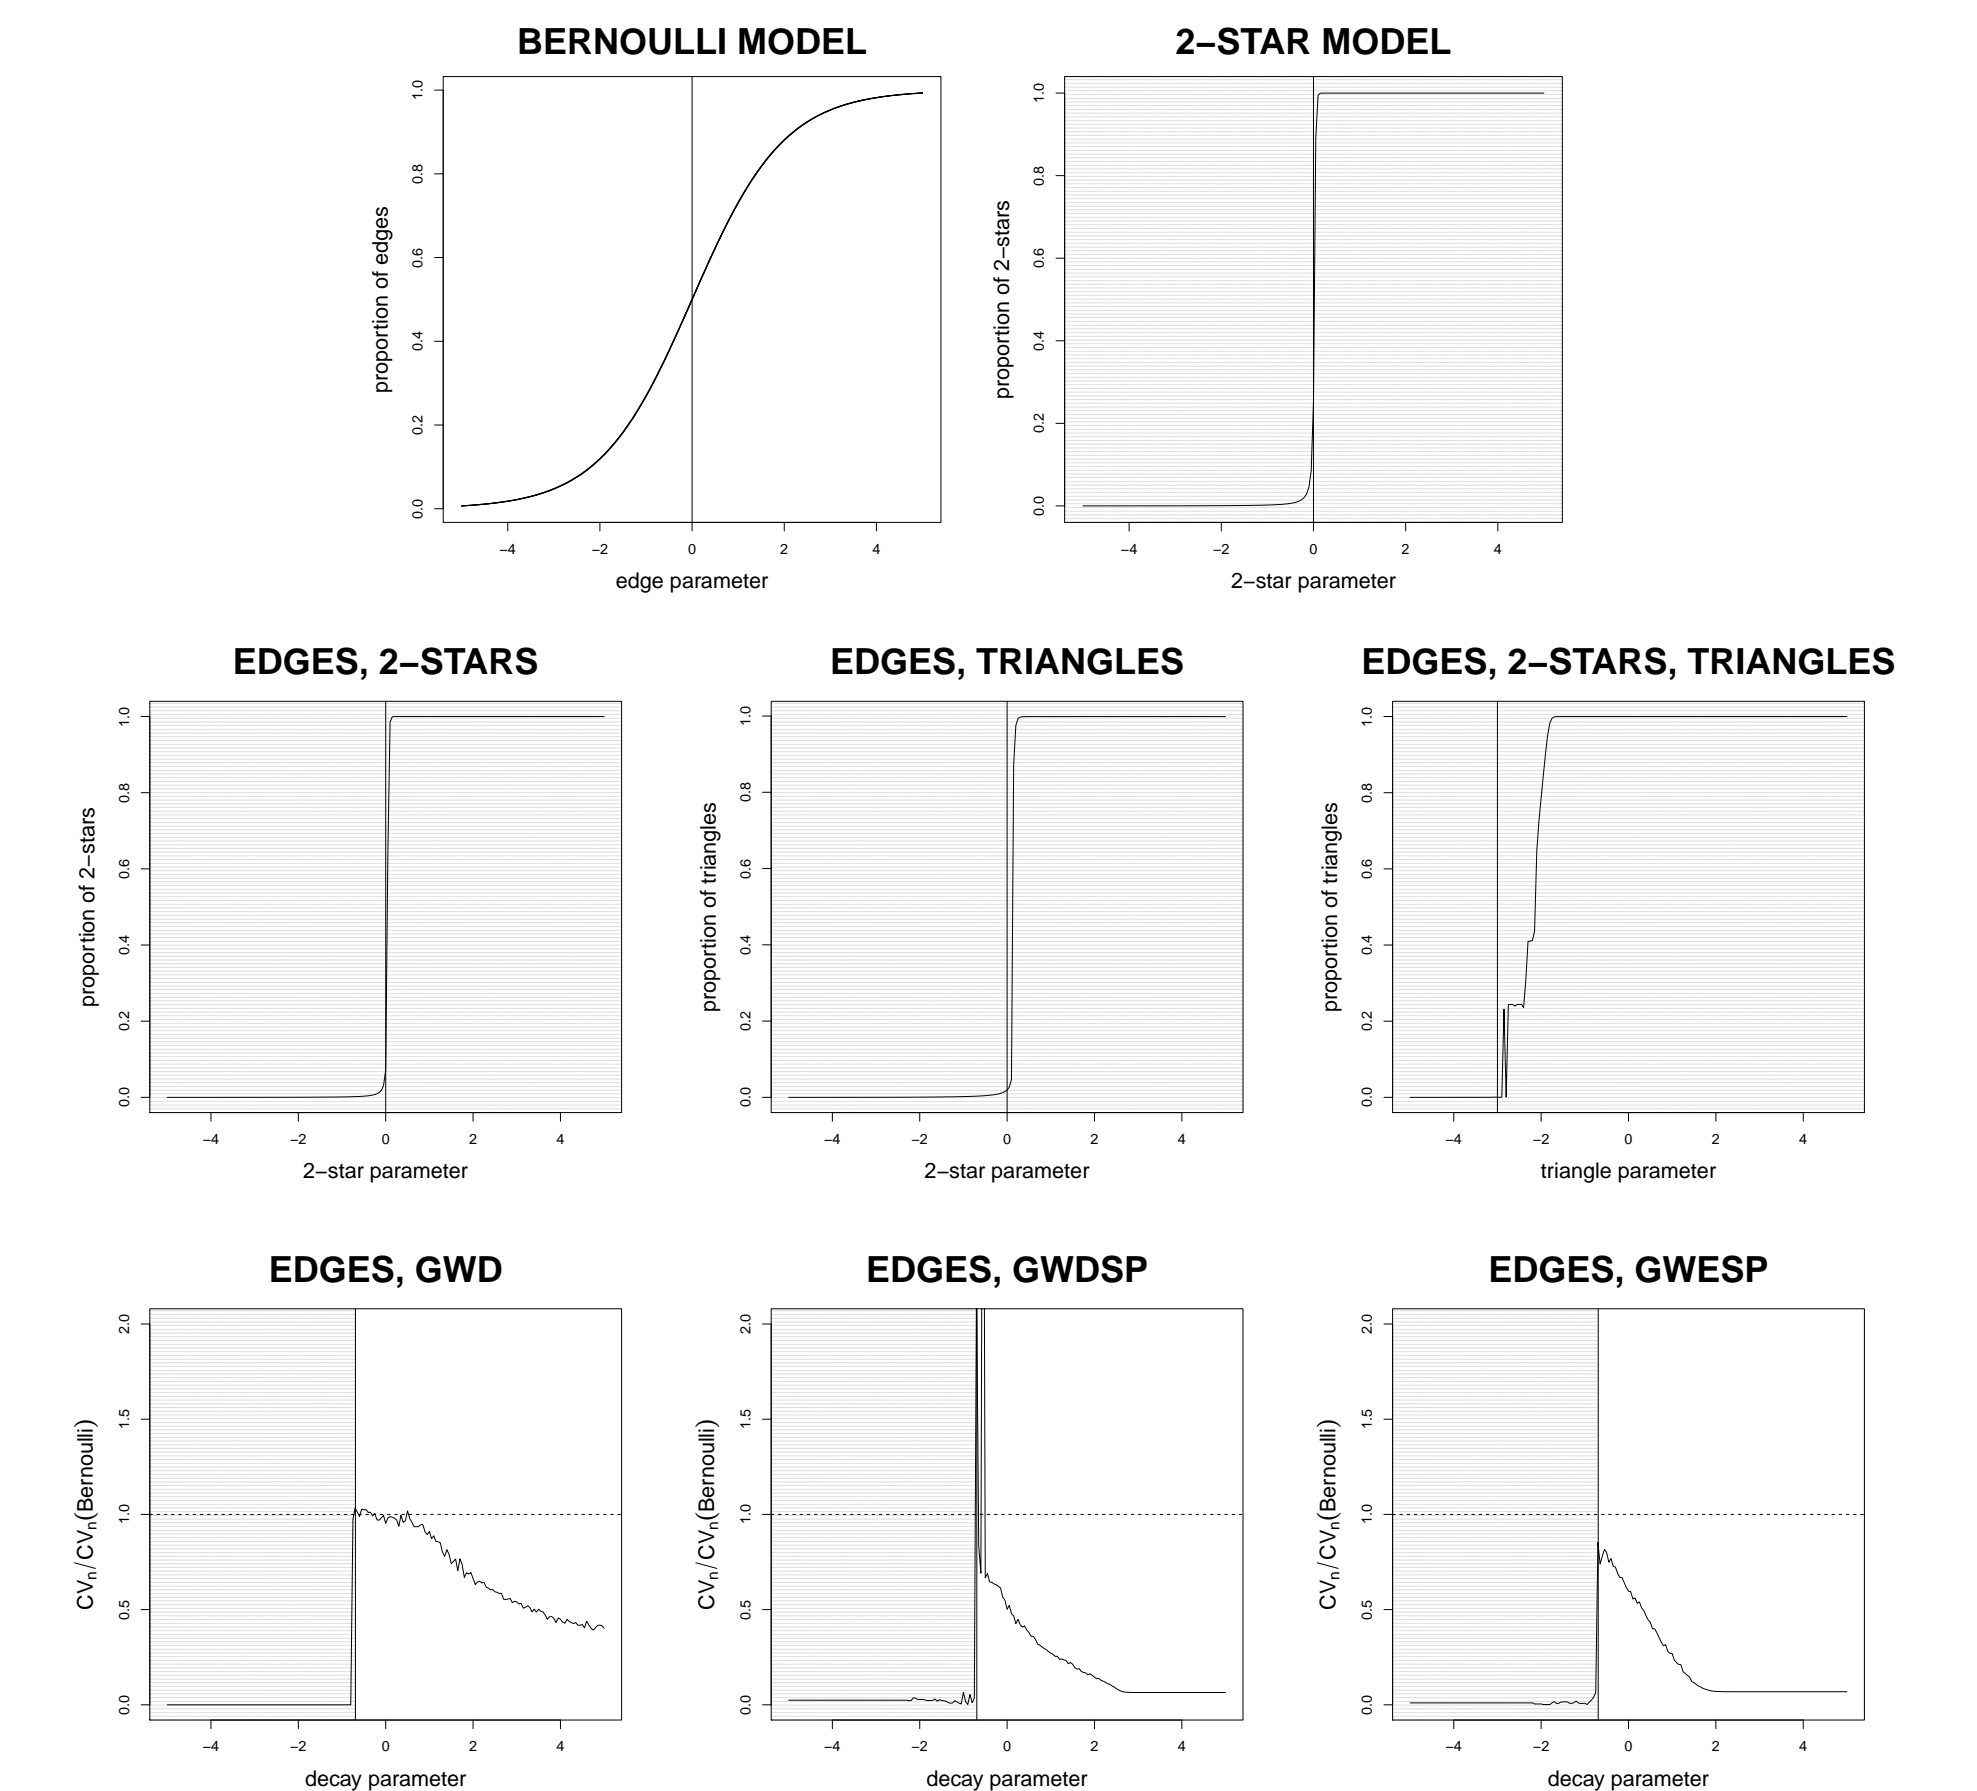 BERNOULLI MODEL
proportion of edges
1.0
0.8
0.6
0.4
0.2
0.0
−4 −2 0 2 4
edge parameter
2−STAR MODEL
proportion of 2−stars
1.0
0.8
0.6
0.4
0.2
0.0
−4 −2 0 2 4
2−star parameter
EDGES, 2−STARS
proportion of 2−stars
1.0
0.8
0.6
0.4
0.2
0.0
−4 −2 0 2 4
2−star parameter
EDGES, TRIANGLES
proportion of triangles
1.0
0.8
0.6
0.4
0.2
0.0
−4 −2 0 2 4
2−star parameter
EDGES, 2−STARS, TRIANGLES
proportion of triangles
1.0
0.8
0.6
0.4
0.2
0.0
−4 −2 0 2 4
triangle parameter
EDGES, GWD
CVn/CVn(Bernoulli)
2.0
1.5
1.0
0.5
0.0
−4 −2 0 2 4
decay parameter
EDGES, GWDSP
CVn/CVn(Bernoulli)
2.0
1.5
1.0
0.5
0.0
−4 −2 0 2 4
decay parameter
EDGES, GWESP
CVn/CVn(Bernoulli)
2.0
1.5
1.0
0.5
0.0
−4 −2 0 2 4
decay parameter